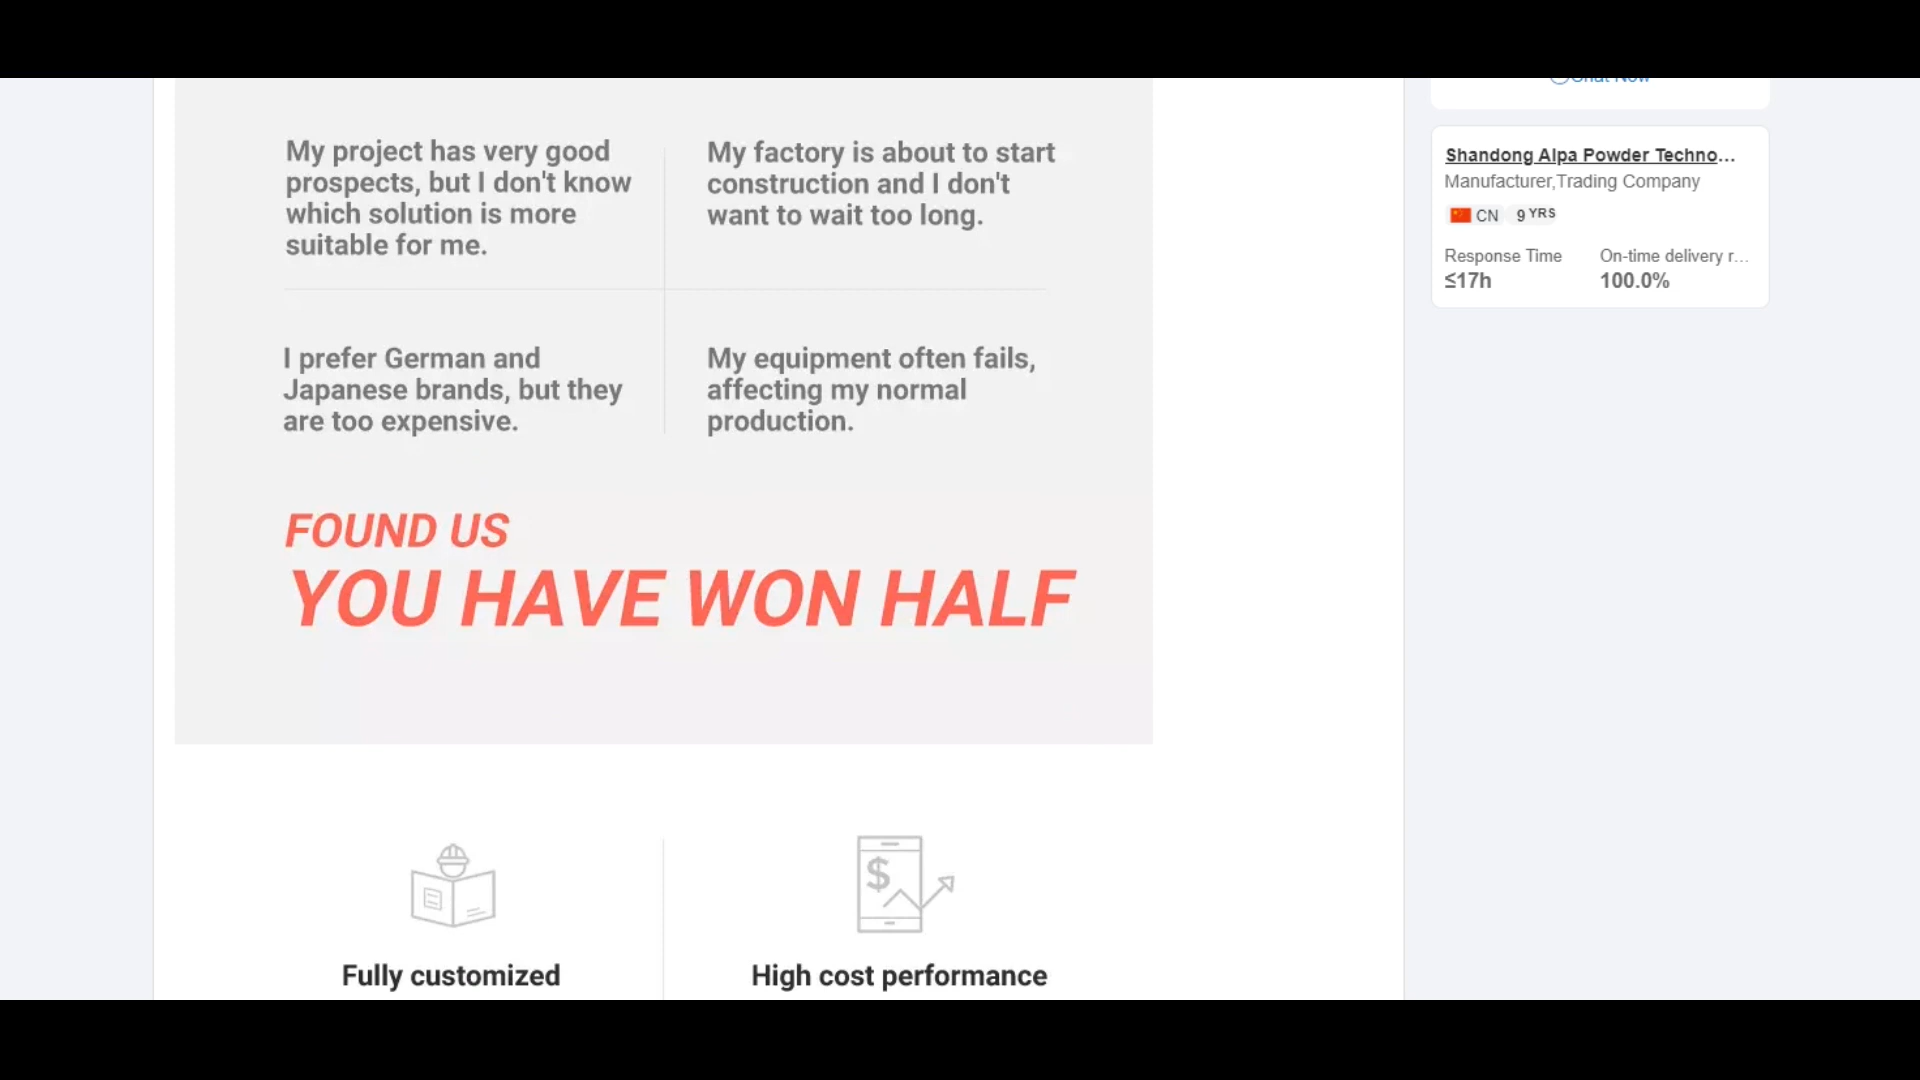 Chat Now
My project has very good
prospects, but I don't know
which solution is more
suitable for me.
My factory is about to start
construction and I don't
want to wait too long.
I prefer German and
Japanese brands, but they
are too expensive.
My equipment often fails,
affecting my normal
production.
FOUND US
YOU HAVE WON HALF
Fully customized
High cost performance
Shandong Alpa Powder Techno...
Manufacturer,Trading Company
CN 9 YRS
Response Time
≤17h
On-time delivery r...
100.0%